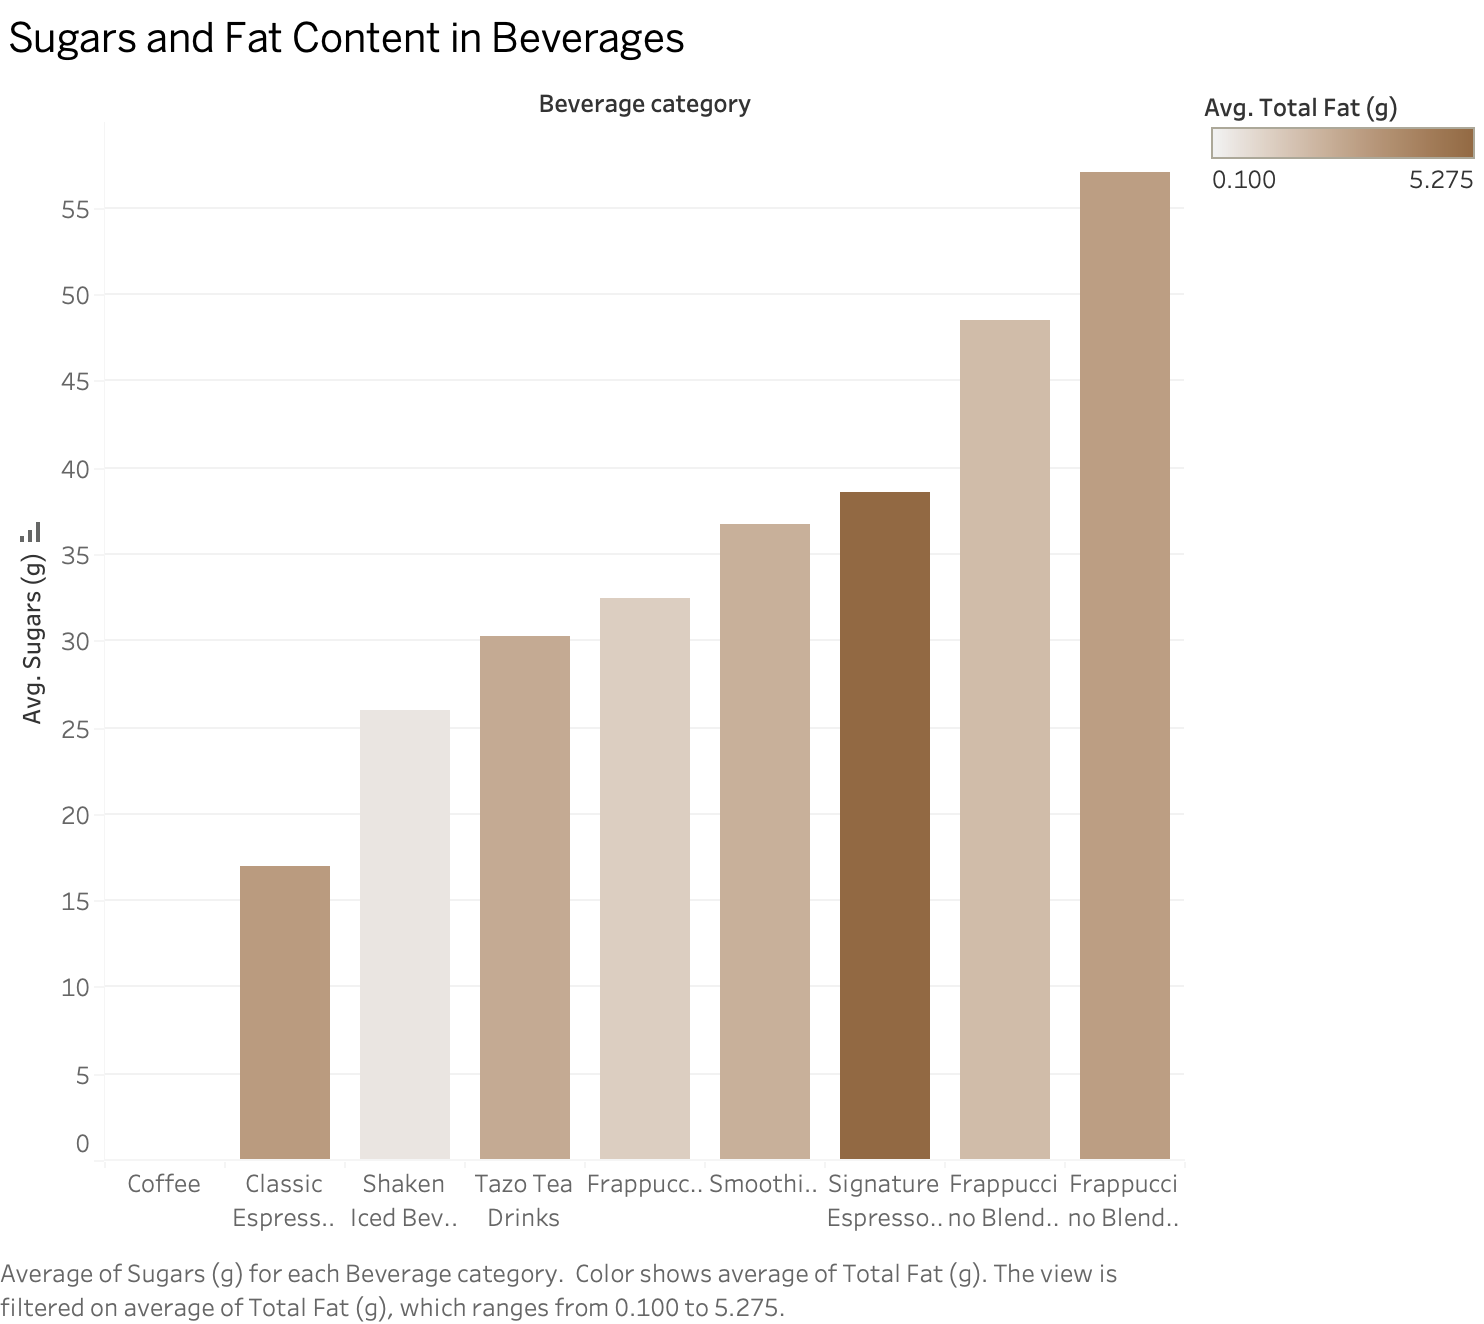 Sugars and Fat Content in Beverages
Beverage category
Avg. Total Fat (g)
0.100 5.275
55
50
45
40
35
30
25
20
15
10
5
0
Avg. Sugars (g)
Coffee
Classic
Espress..
Shaken
Iced Bev..
Tazo Tea
Drinks
Frappucc..
Smoothi..
Signature
Espresso..
Frappucci
no Blend..
Frappucci
no Blend..
Average of Sugars (g) for each Beverage category.  Color shows average of Total Fat (g). The view is
filtered on average of Total Fat (g), which ranges from 0.100 to 5.275.